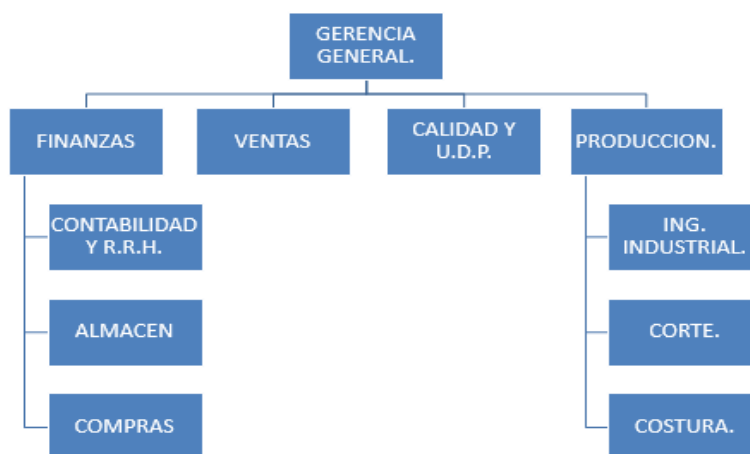 GERENCIA
GENERAL.
FINANZAS
VENTAS
CALIDAD Y
U.D.P.
PRODUCCION.
CONTABILIDAD
Y R.R.H.
ING.
INDUSTRIAL.
ALMACEN
CORTE.
COMPRAS
COSTURA.